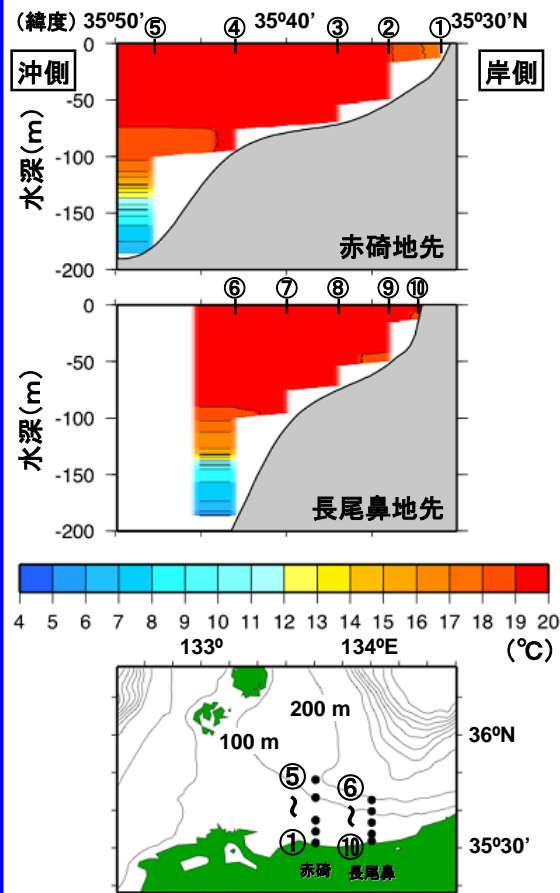 (緯度) 35º50' 35º40' 35º30'N
⑤ ④ ③ ② ①
沖側 岸側
0
-50
-100
-150
-200
水深(m)
赤碕地先
⑥ ⑦ ⑧ ⑨ ⑩
0
-50
-100
-150
-200
水深(m)
長尾鼻地先
4 5 6 7 8 9 10 11 12 13 14 15 16 17 18 19 20
(℃)
133º 134ºE
200 m
100 m
36ºN
⑤ ⑥
~ ~
① ⑩
35º30'
赤碕 長尾鼻